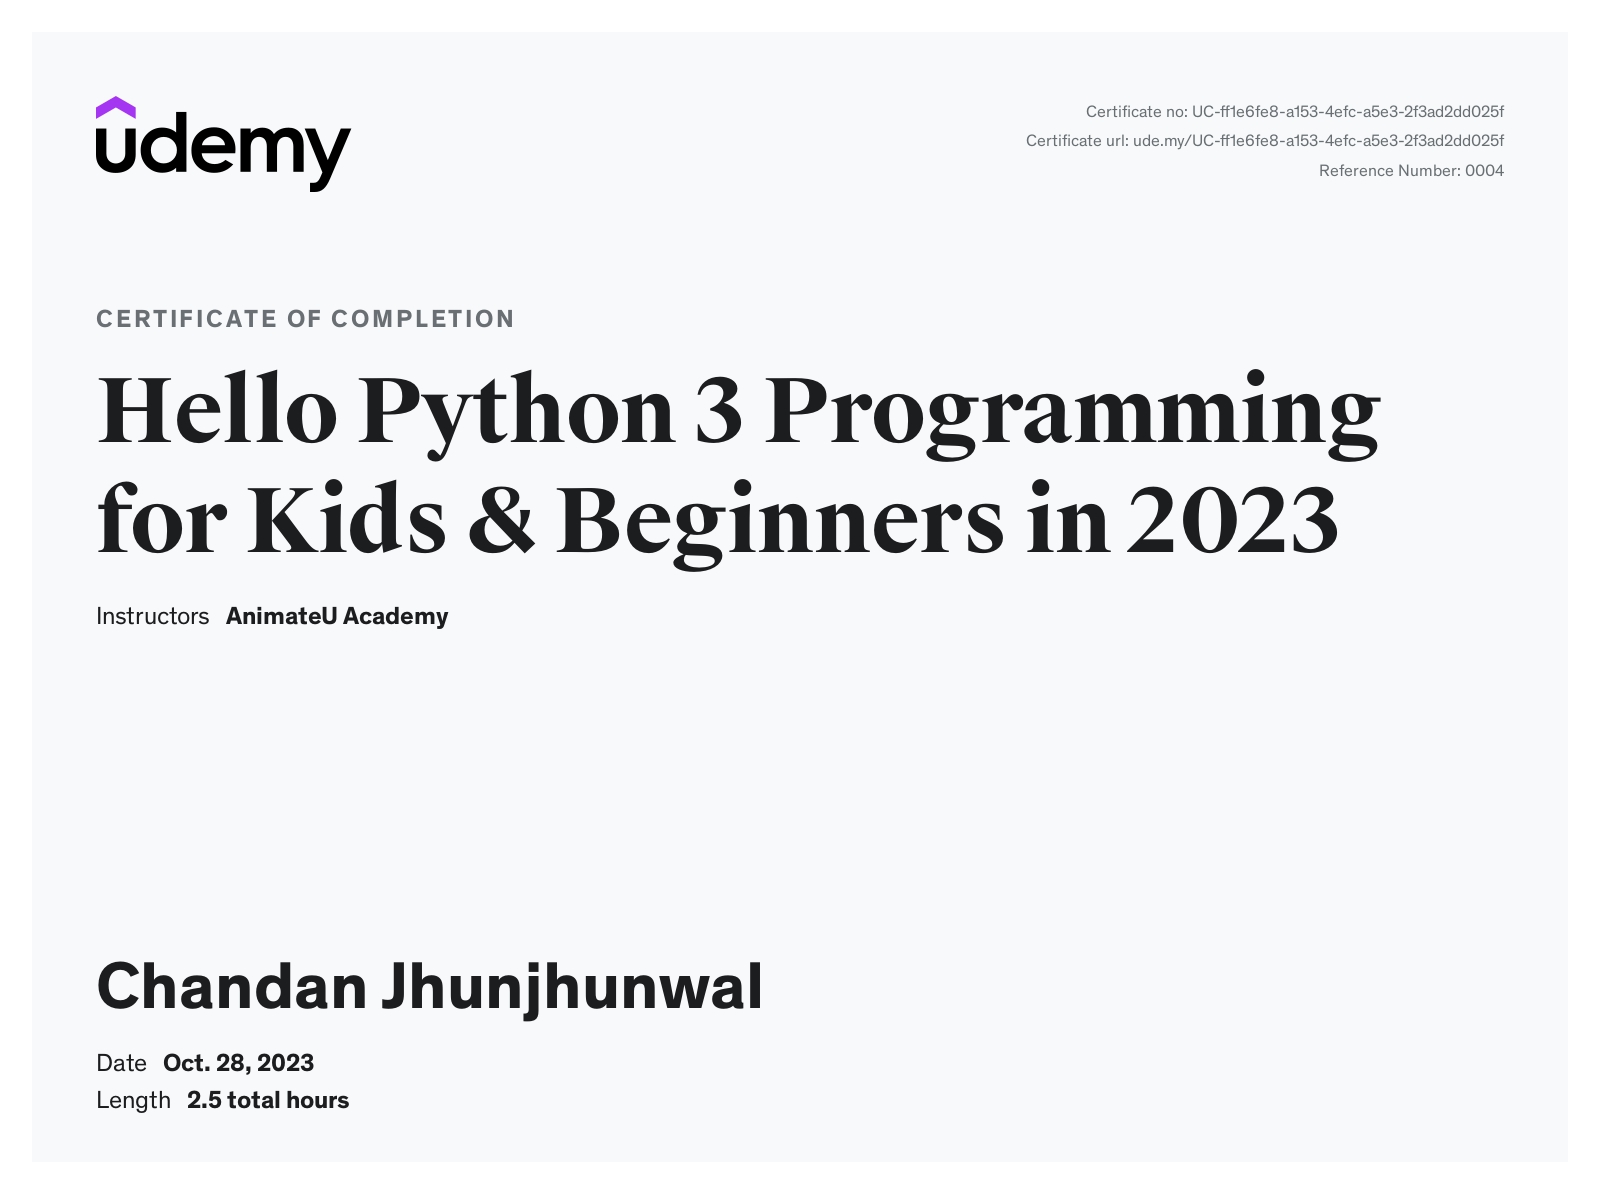 udemy
Certificate no: UC-ff1e6fe8-a153-4efc-a5e3-2f3ad2dd025f
Certificate url: ude.my/UC-ff1e6fe8-a153-4efc-a5e3-2f3ad2dd025f
Reference Number: 0004
CERTIFICATE OF COMPLETION
Hello Python 3 Programming
for Kids & Beginners in 2023
Instructors AnimateU Academy
Chandan Jhunjhunwal
Date Oct. 28, 2023
Length 2.5 total hours